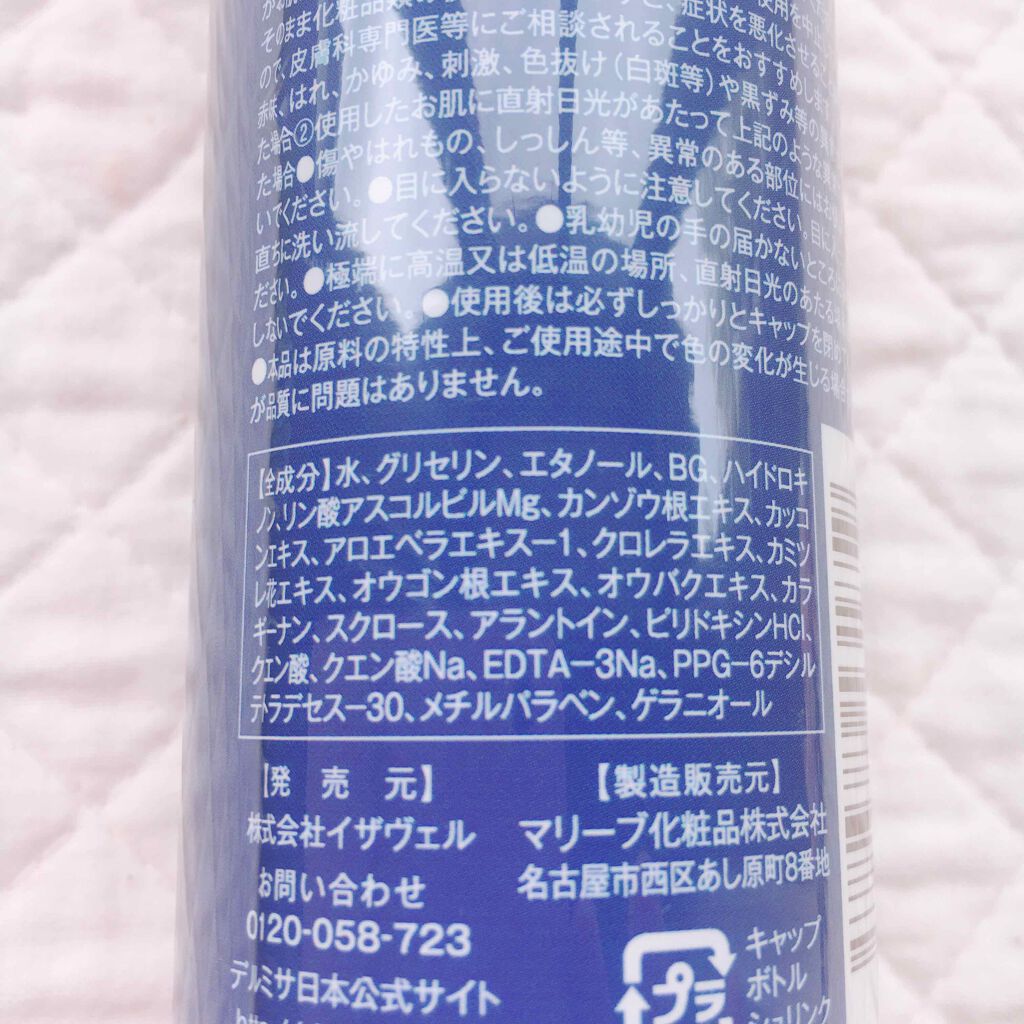 そのまま化粧品類の
ので、皮膚科専門医等にご相談されることをおすすめします
赤味、はれ、かゆみ、刺激、色抜け(白斑等)や黒ずみ等の異常
た場合②使用したお肌に直射日光があたって上記のような異
た場合●傷やはれもの、しっしん等、異常のある部位には
いでください。●目に入らないように注意してください。目に入
直ちに洗い流してください。●乳幼児の手の届かないところに
ださい。●極端に高温又は低温の場所、直射日光のあたる場
しないでください。●使用後は必ずしっかりとキャップを閉めて
●本品は原料の特性上、ご使用途中で色の変化が生じる場合
が品質に問題はありません。
【全成分】水、グリセリン、エタノール、BG、ハイドロキ
ノン、リン酸アスコルビルMg、カンゾウ根エキス、カッコ
ンエキス、アロエベラエキス-1、クロレラエキス、カミツ
レ花エキス、オウゴン根エキス、オウバクエキス、カラ
ギーナン、スクロース、アラントイン、ピリドキシンHCl、
クエン酸、クエン酸Na、EDTA-3Na、PPG-6デシル
テトラデセス-30、メチルパラベン、ゲラニオール
【発 売 元】
株式会社イザヴェル
お問い合わせ
0120-058-723
デルミサ日本公式サイト
【製造販売元】
マリーブ化粧品株式会社
名古屋市西区あし原町8番地
プラ
キャップ
ボトル
シュリンク